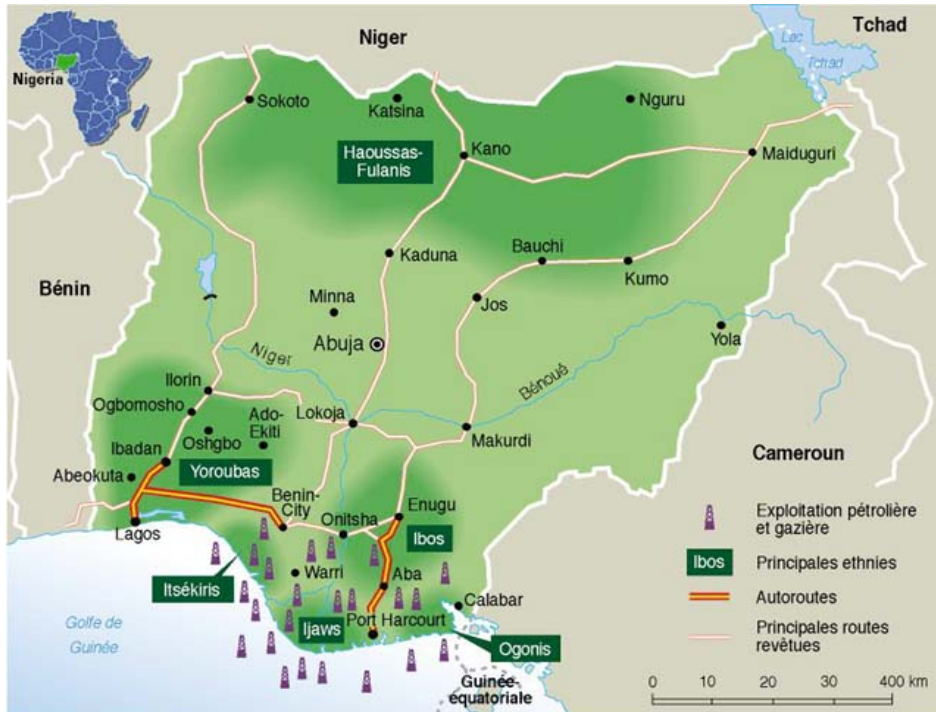 Niger
Tchad
Lac
Tchad
Nigeria
Sokoto
Katsina
Nguru
Kano
Haoussas-
Fulanis
Maiduguri
Kaduna
Bauchi
Kumo
Bénin
Minna
Jos
Abuja
Yola
Niger
Bénoué
Ilorin
Ogbomosho
Ado-
Ekiti
Lokoja
Oshgbo
Makurdi
Ibadan
Yoroubas
Cameroun
Abeokuta
Benin-
City
Enugu
Onitsha
Lagos
Ibos
Warri
Aba
Itsékiris
Calabar
Golfe de
Guinée
Ijaws
Port Harcourt
Ogonis
Guinée-
équatoriale
Exploitation pétrolière
et gazière
Ibos
Principales ethnies
Autoroutes
Principales routes
revètues
0 10 20 30 400 km